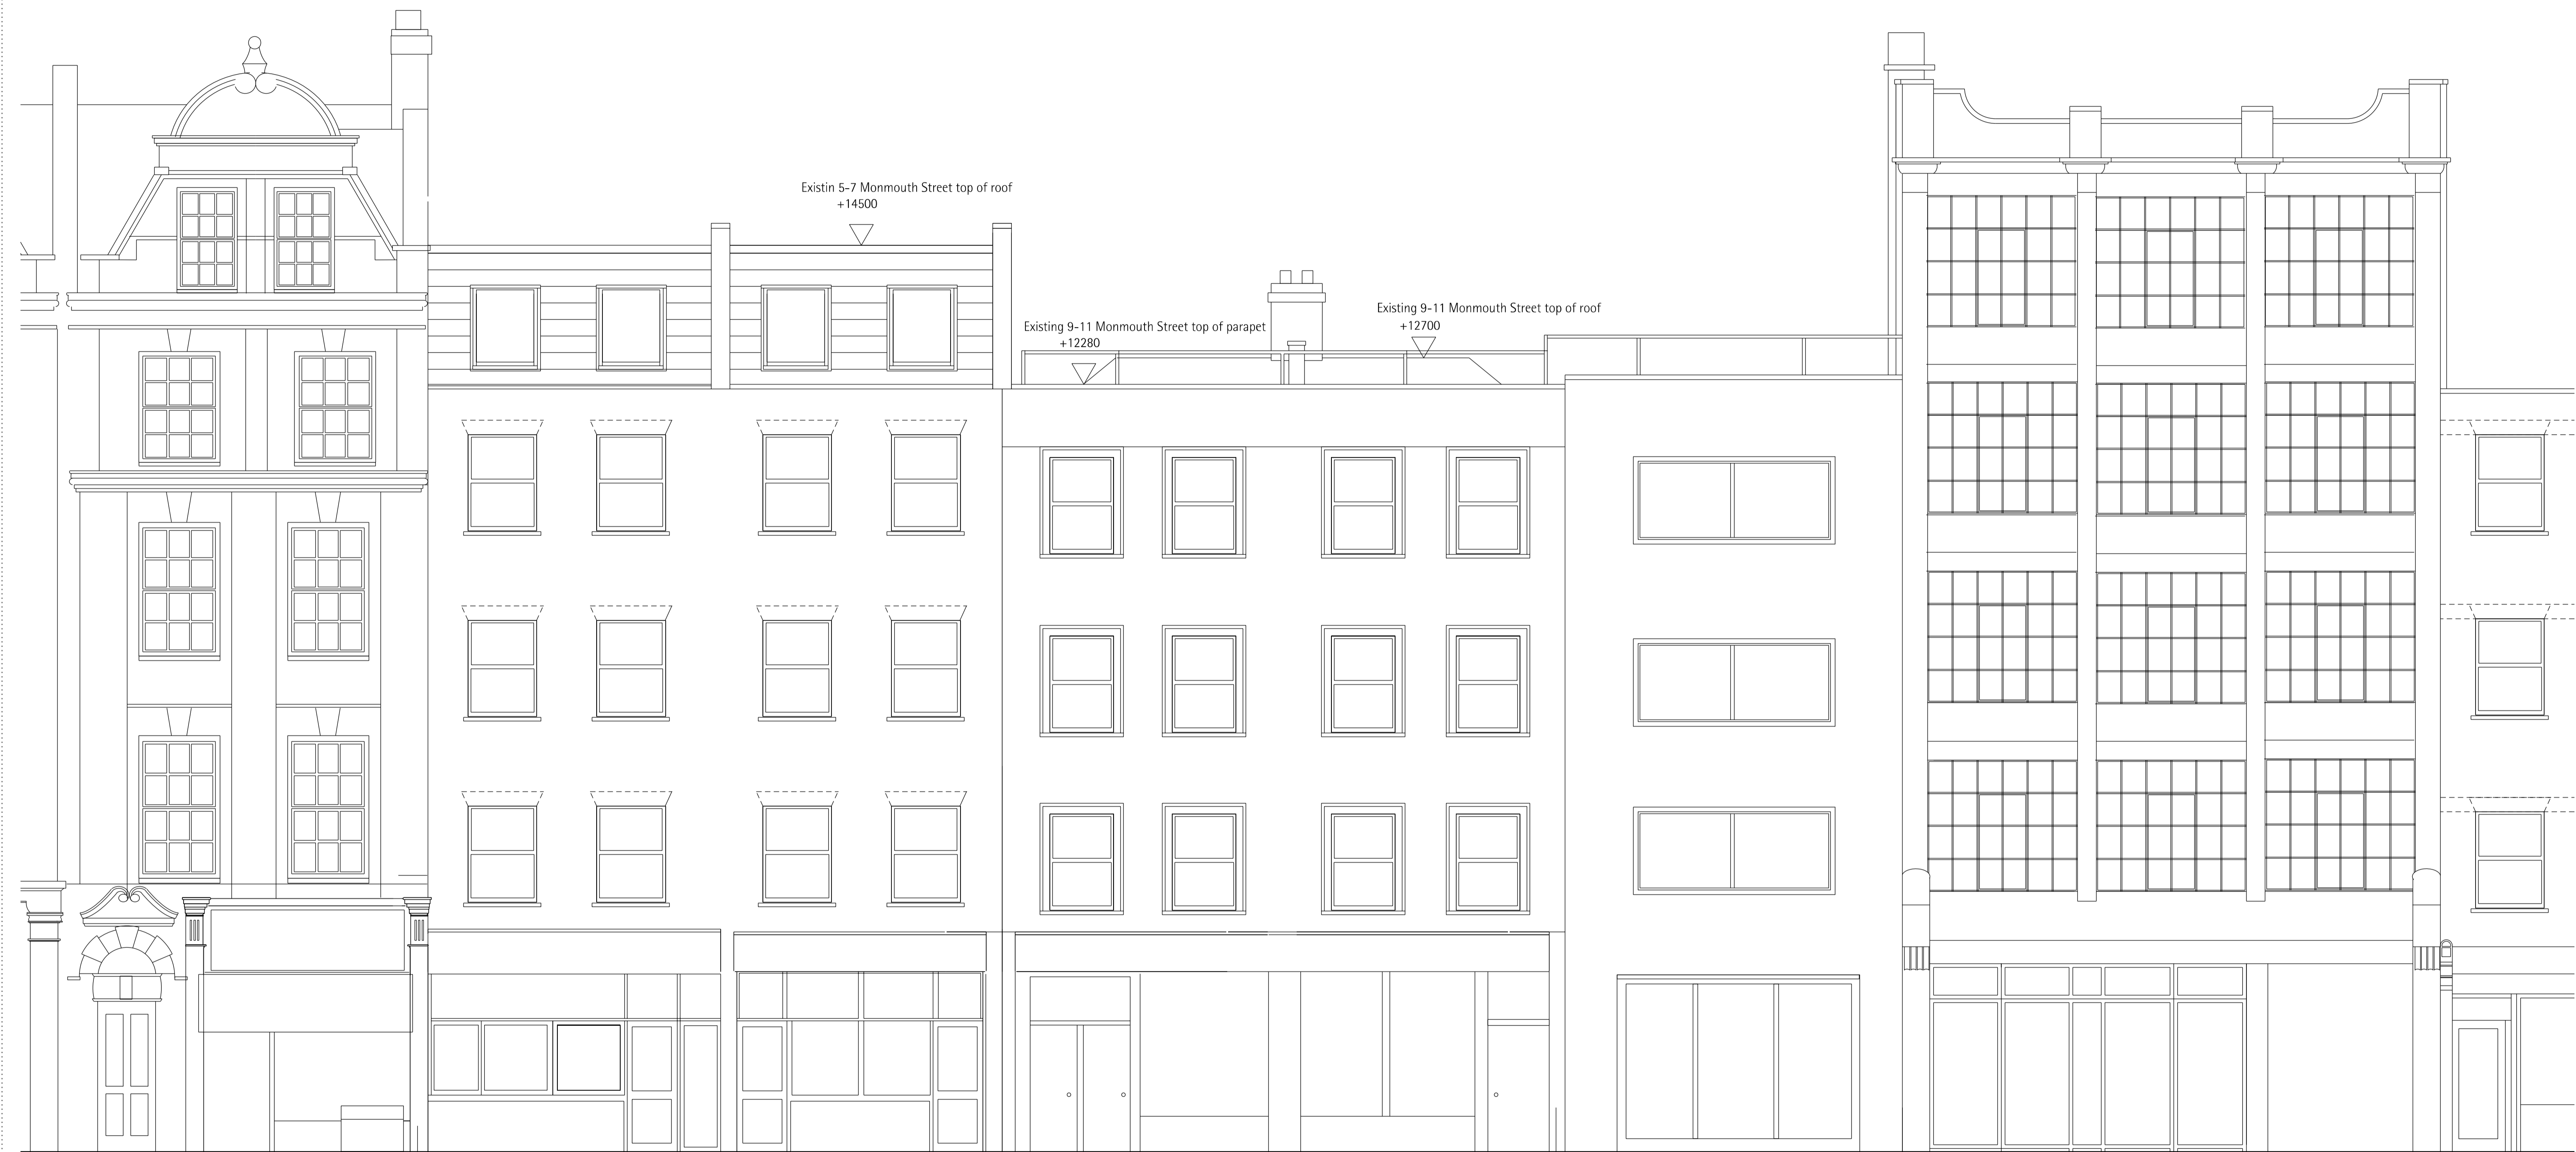 Existin 5-7 Monmouth Street top of roof
+14500
Existing 9-11 Monmouth Street top of parapet
+12280
Existing 9-11 Monmouth Street top of roof
+12700